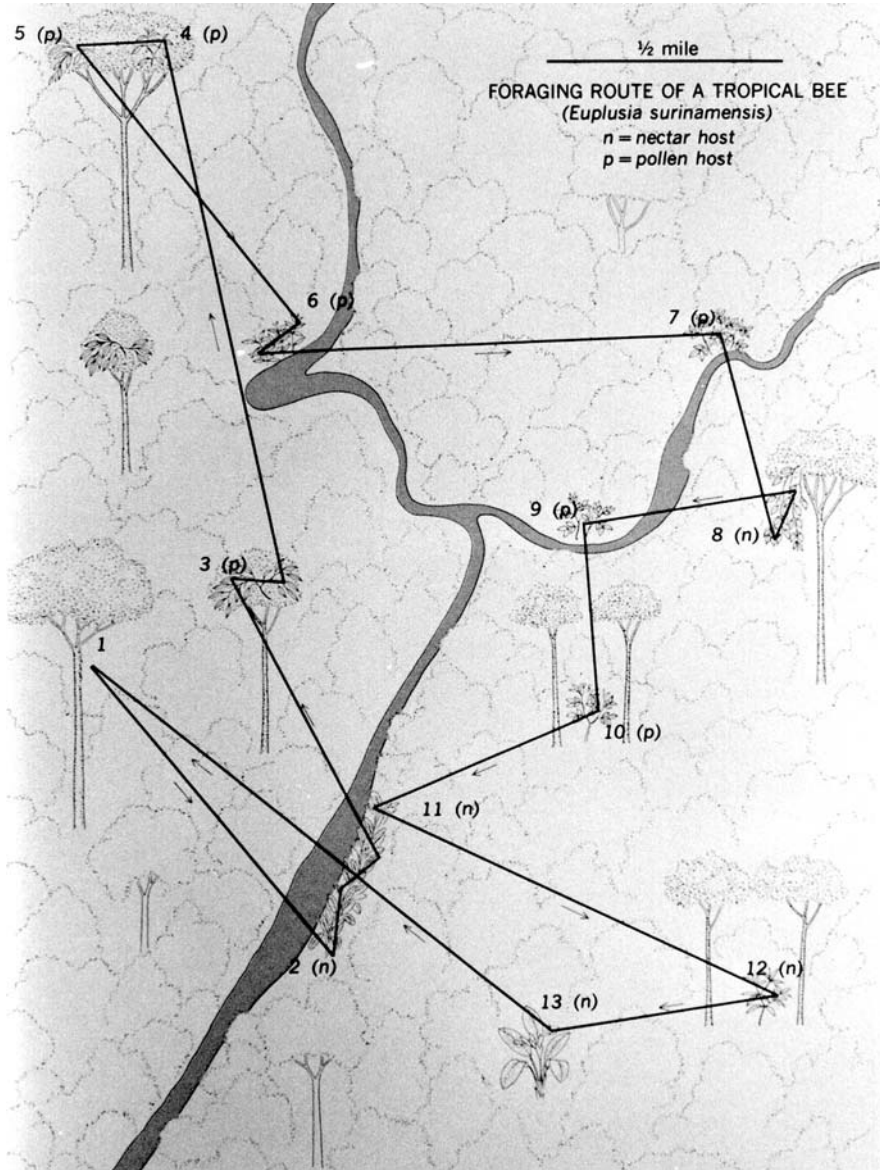 5 (p)
4 (p)
½ mile
FORAGING ROUTE OF A TROPICAL BEE
(Euplusia surinamensis)
n = nectar host
p = pollen host
6 (p)
7 (p)
9 (p)
8 (n)
3 (p)
1
10 (p)
11 (n)
2 (n)
12 (n)
13 (n)